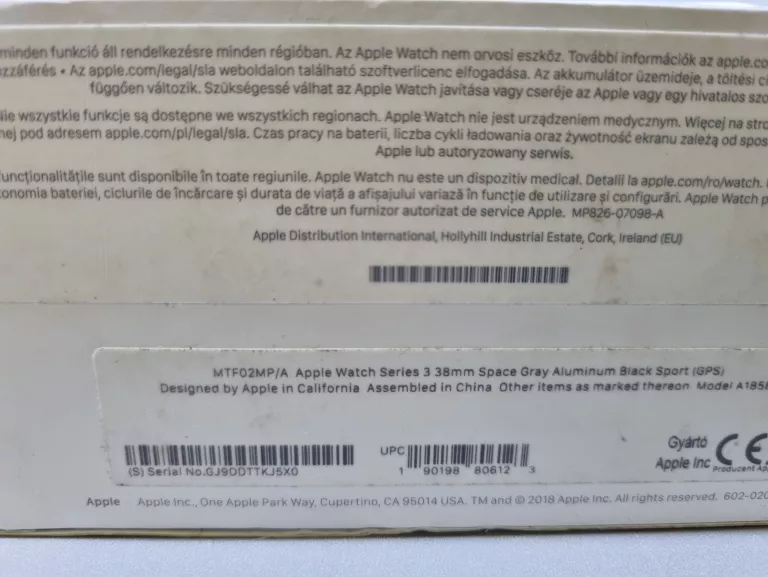 minden funkció áll rendelkezésre minden régióban. Az Apple Watch nem orvosi eszköz. További információk az apple.co
zzáférés • Az apple.com/legal/sla weboldalon található szoftverlicenc elfogadása. Az akkumulátor üzemideje, a töltési ci
függően változik. Szükségessé válhat az Apple Watch javítása vagy cseréje az Apple vagy egy hivatalos szo
Nie wszystkie funkcje są dostępne we wszystkich regionach. Apple Watch nie jest urządzeniem medycznym. Więcej na stro
nej pod adresem apple.com/pl/legal/sla. Czas pracy na baterii, liczba cykli ładowania oraz żywotność ekranu zależą od spos
Apple lub autoryzowany serwis.
funcționalitățile sunt disponibile în toate regiunile. Apple Watch nu este un dispozitiv medical. Detalii la apple.com/ro/watch.
onomia bateriei, ciclurile de încărcare și durata de viață a afișajului variază în funcție de utilizare și configurări. Apple Watch p
de către un furnizor autorizat de service Apple. MP826-07098-A
Apple Distribution International, Hollyhill Industrial Estate, Cork, Ireland (EU)
MTF02MP/A Apple Watch Series 3 38mm Space Gray Aluminum Black Sport (GPS)
Designed by Apple in California Assembled in China Other items as marked thereon Model A1858
(S) Serial No.GJ9DDTTKJ5X0
UPC
1 90198 80612 3
Gyártó
Apple Inc
CE
Producent Ap
Apple Apple Inc., One Apple Park Way, Cupertino, CA 95014 USA. TM and © 2018 Apple Inc. All rights reserved. 602-020